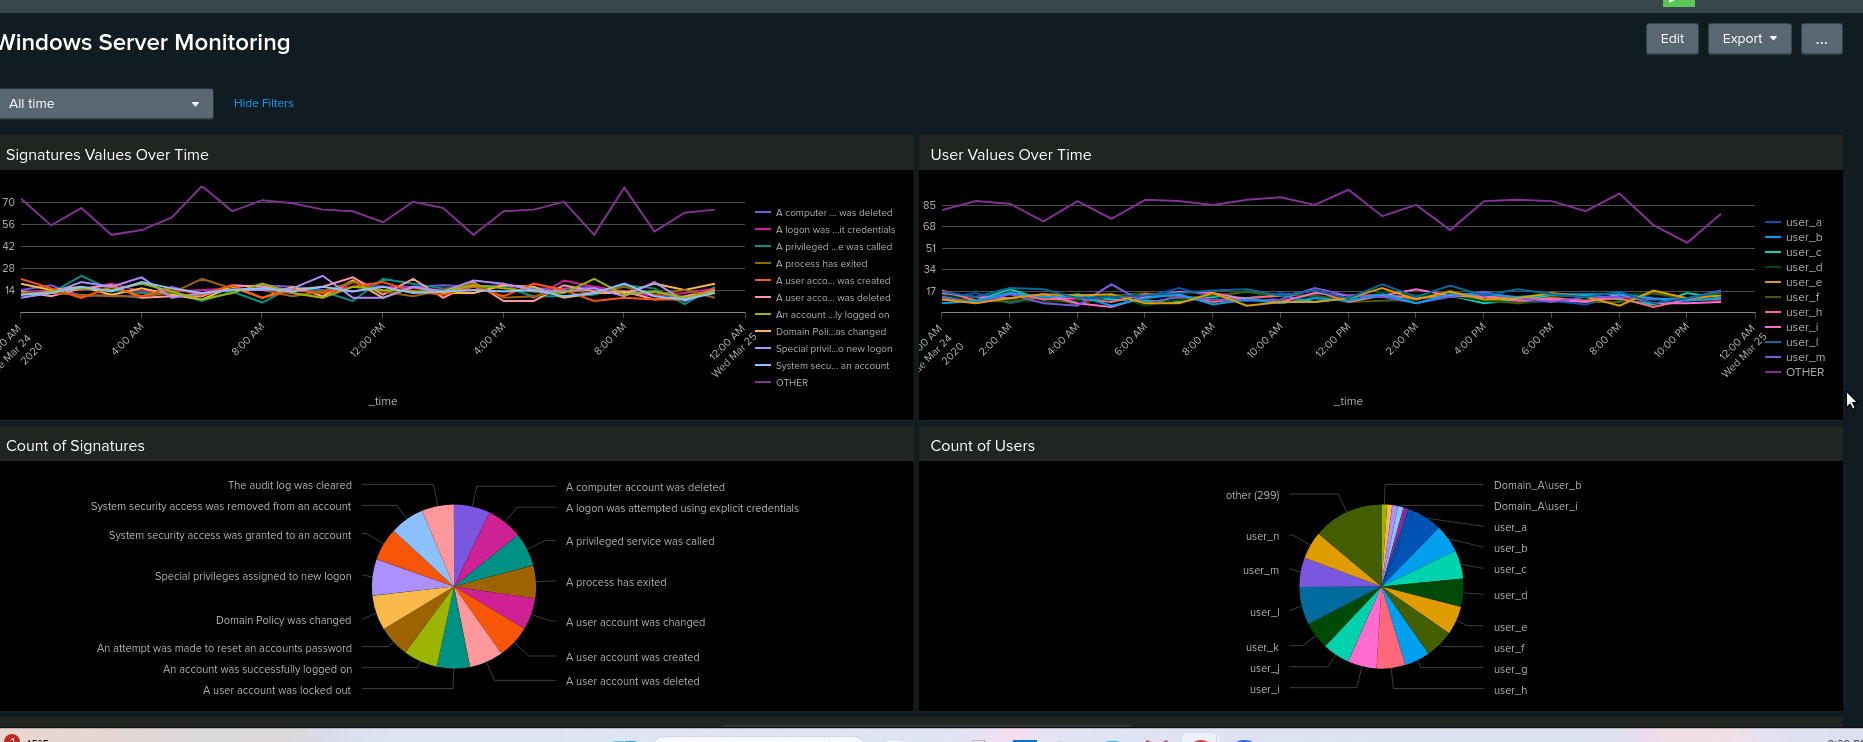 Windows Server Monitoring
Edit
Export
...
All time
Hide Filters
Signatures Values Over Time
70
56
42
28
14
4:00 AM
8:00 AM
12:00 PM
4:00 PM
8:00 PM
12:00 AM
Wed Mar 25
2020
_time
A computer ... was deleted
A logon was ...it credentials
A privileged ...e was called
A process has exited
A user acco... was created
A user acco... was deleted
An account ...ly logged on
Domain Poli...as changed
Special privil...o new logon
System secu... an account
OTHER
User Values Over Time
85
68
51
34
17
2:00 AM
4:00 AM
6:00 AM
8:00 AM
10:00 AM
12:00 PM
2:00 PM
4:00 PM
6:00 PM
8:00 PM
10:00 PM
12:00 AM
Wed Mar 25
2020
_time
user_a
user_b
user_c
user_d
user_e
user_f
user_h
user_i
user_l
user_m
OTHER
Count of Signatures
The audit log was cleared
System security access was removed from an account
System security access was granted to an account
Special privileges assigned to new logon
Domain Policy was changed
An attempt was made to reset an accounts password
An account was successfully logged on
A user account was locked out
A computer account was deleted
A logon was attempted using explicit credentials
A privileged service was called
A process has exited
A user account was changed
A user account was created
A user account was deleted
Count of Users
other (299)
user_n
user_m
user_l
user_k
user_j
user_i
Domain_A\user_b
Domain_A\user_i
user_a
user_b
user_c
user_d
user_e
user_f
user_g
user_h